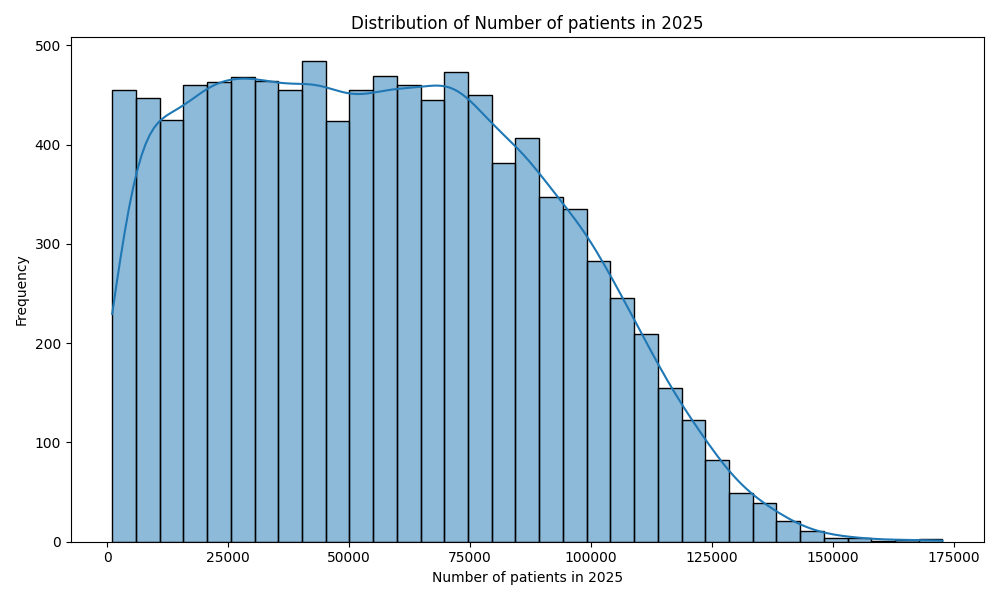 Distribution of Number of patients in 2025
500
400
300
200
100
0
Frequency
0 25000 50000 75000 100000 125000 150000 175000
Number of patients in 2025